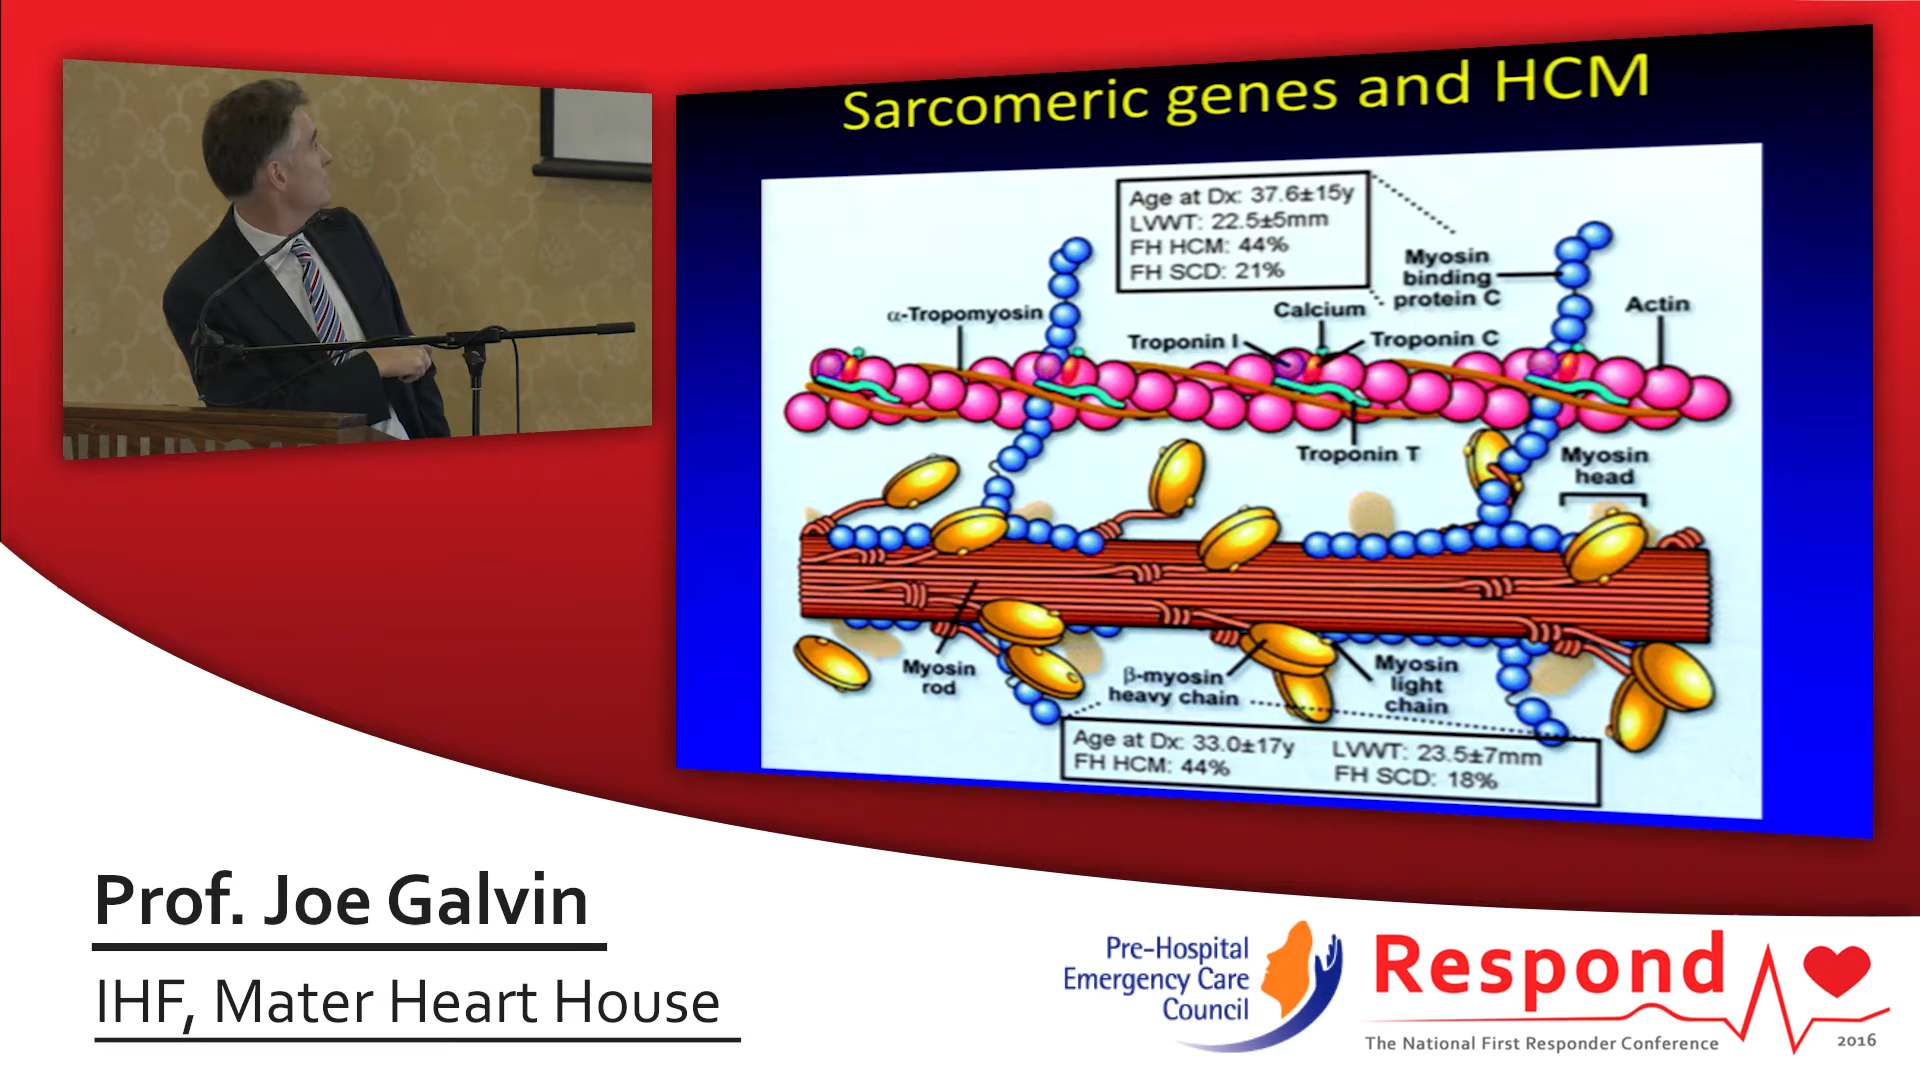 Sarcomeric genes and HCM
Age at Dx: 37.6±15y
LVWT: 22.5±5mm
FH HCM: 44%
FH SCD: 21%
Myosin
binding
protein C
α-Tropomyosin
Calcium
Actin
Troponin I
Troponin C
Troponin T
Myosin
head
Myosin
rod
β-myosin
heavy chain
Myosin
light
chain
Age at Dx: 33.0±17y LVWT: 23.5±7mm
FH HCM: 44% FH SCD: 18%
Prof. Joe Galvin
IHF, Mater Heart House
Pre-Hospital
Emergency Care
Council
Respond
The National First Responder Conference 2016